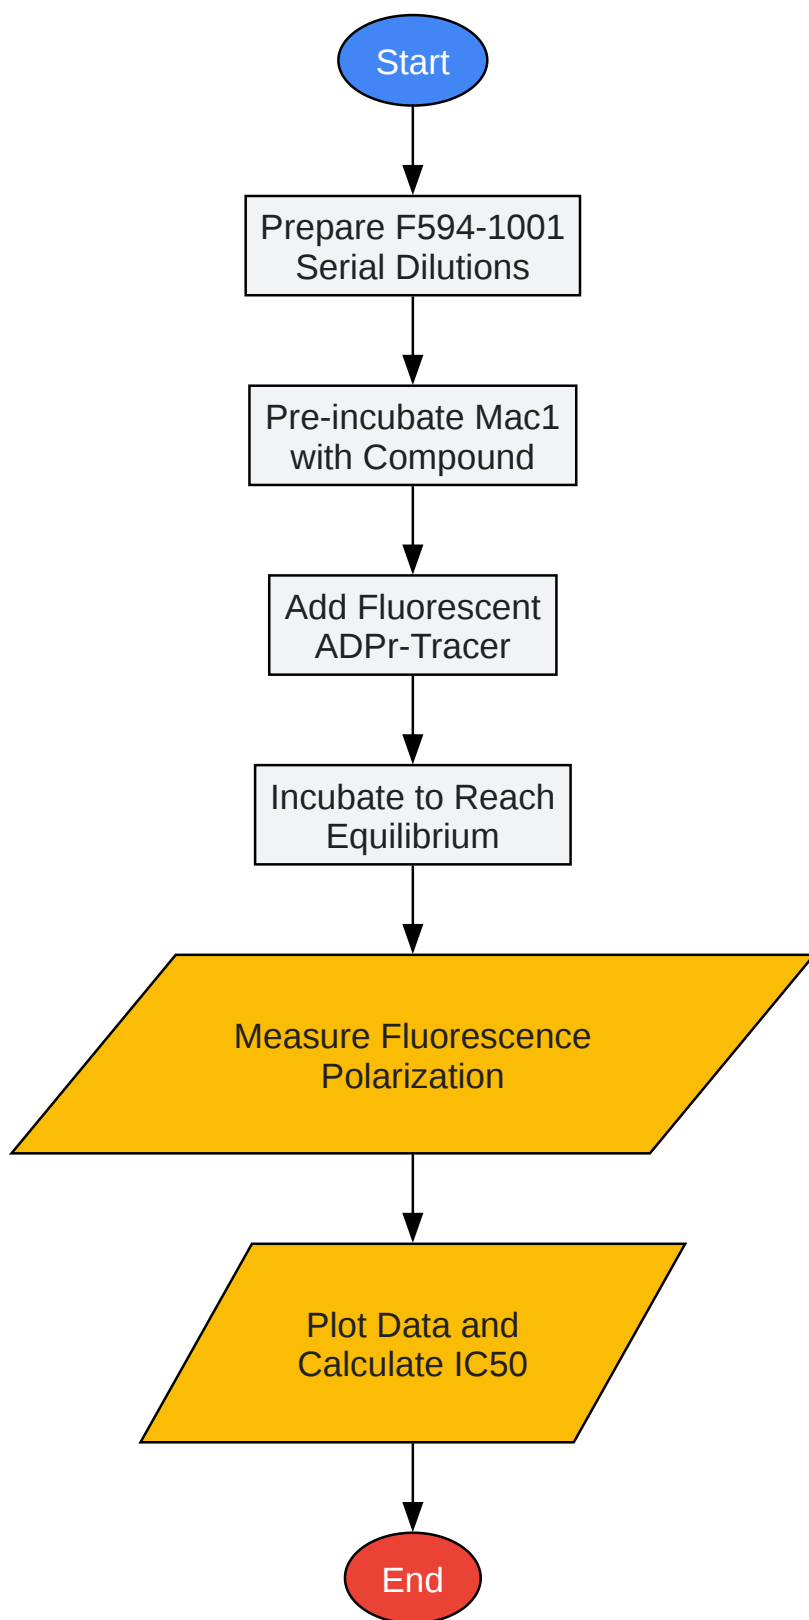 Start
Prepare F594-1001
Serial Dilutions
Pre-incubate Mac1
with Compound
Add Fluorescent
ADPr-Tracer
Incubate to Reach
Equilibrium
Measure Fluorescence
Polarization
Plot Data and
Calculate IC50
End